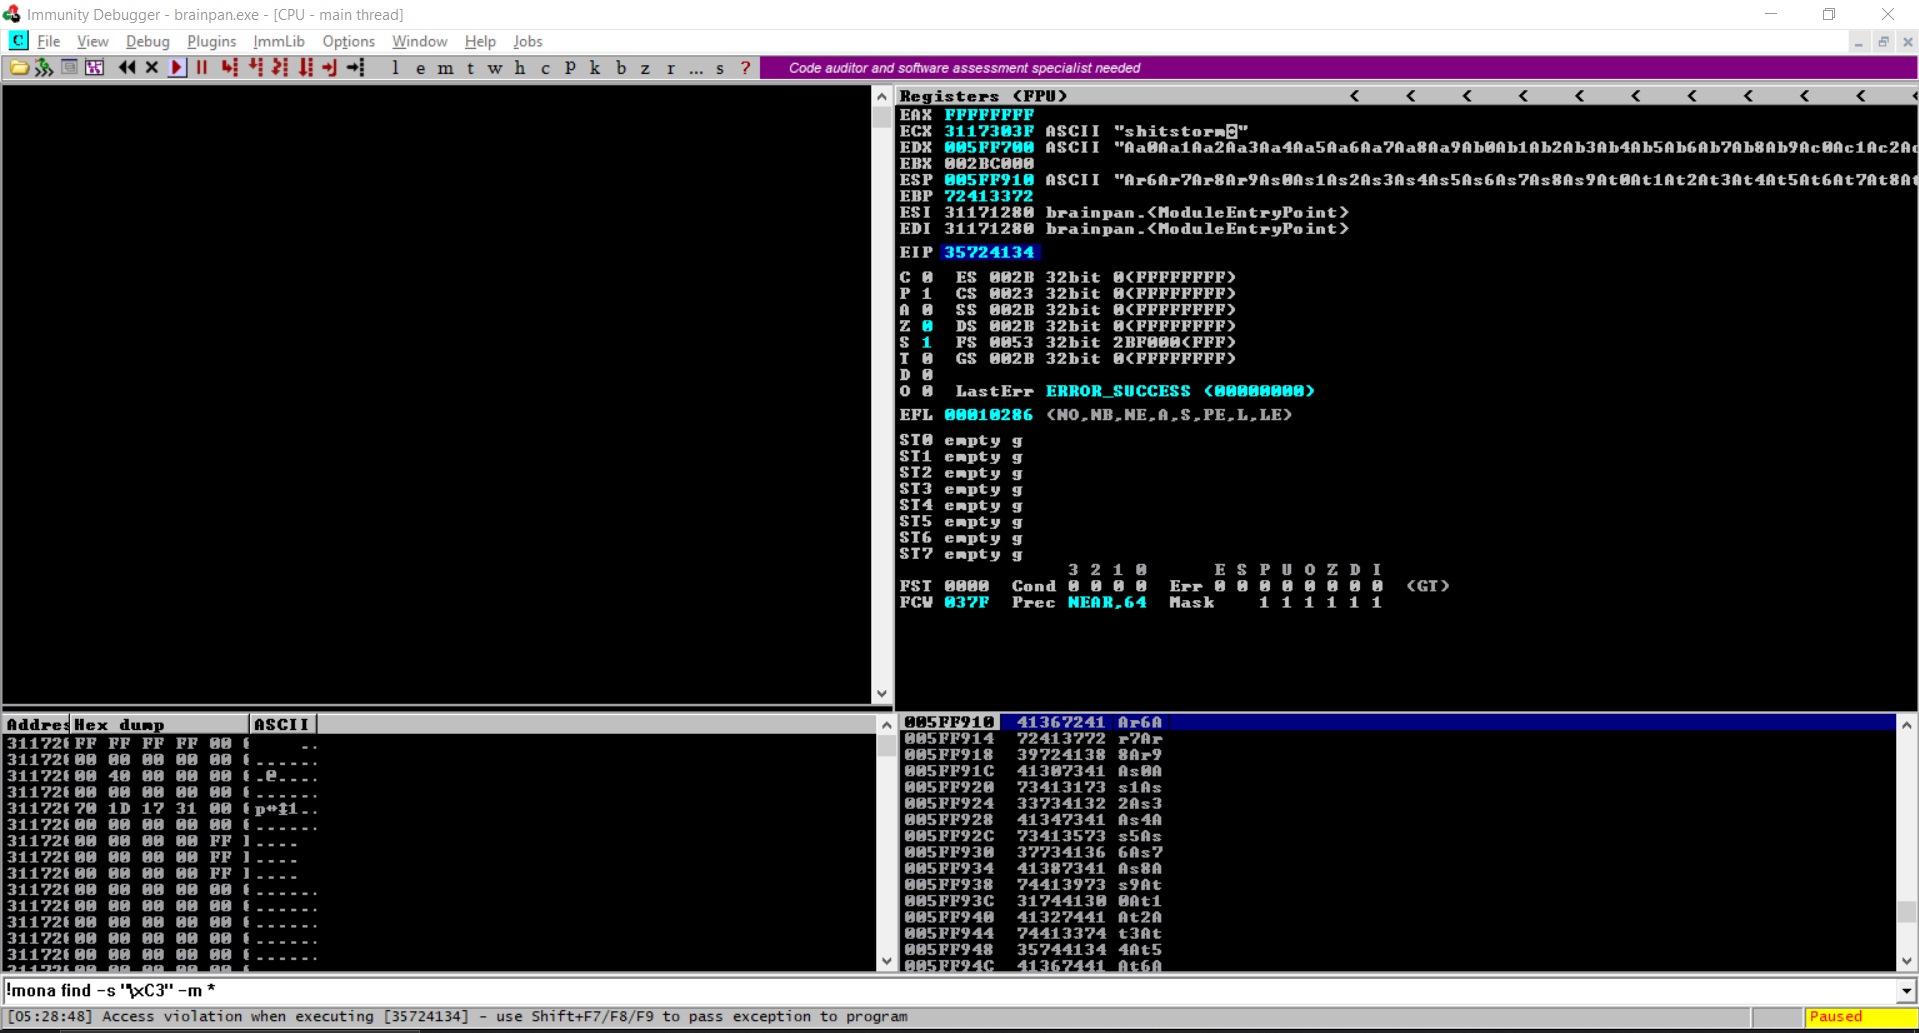 Immunity Debugger - brainpan.exe - [CPU - main thread]
C File View Debug Plugins ImmLib Options Window Help Jobs
l e m t w h c P k b z r ... s ? Code auditor and software assessment specialist needed
Registers (FPU) < < < < < < < < < < <
EAX FFFFFFFF
ECX 3117303F ASCII "shitstorm"
EDX 005FF700 ASCII "Aa0Aa1Aa2Aa3Aa4Aa5Aa6Aa7Aa8Aa9Ab0Ab1Ab2Ab3Ab4Ab5Ab6Ab7Ab8Ab9Ac0Ac1Ac2Ac
EBX 002BC000
ESP 005FF910 ASCII "Ar6Ar7Ar8Ar9As0As1As2As3As4As5As6As7As8As9At0At1At2At3At4At5At6At7At8At
EBP 72413372
ESI 31171280 brainpan.<ModuleEntryPoint>
EDI 31171280 brainpan.<ModuleEntryPoint>
EIP 35724134
C 0 ES 002B 32bit 0(FFFFFFFF)
P 1 CS 0023 32bit 0(FFFFFFFF)
A 0 SS 002B 32bit 0(FFFFFFFF)
Z 0 DS 002B 32bit 0(FFFFFFFF)
S 1 FS 0053 32bit 2BF000(FFF)
T 0 GS 002B 32bit 0(FFFFFFFF)
D 0
O 0 LastErr ERROR_SUCCESS (00000000)
EFL 00010286 (NO,NB,NE,A,S,PE,L,LE)
ST0 empty g
ST1 empty g
ST2 empty g
ST3 empty g
ST4 empty g
ST5 empty g
ST6 empty g
ST7 empty g
3 2 1 0 E S P U O Z D I
FST 0000 Cond 0 0 0 0 Err 0 0 0 0 0 0 0 0 (GT)
FCW 037F Prec NEAR,64 Mask 1 1 1 1 1 1
Addres Hex dump ASCII
311720 FF FF FF FF 00 ..
311720 00 00 00 00 00 ......
311720 00 40 00 00 00 .@....
311720 00 00 00 00 00 ......
311720 70 1D 17 31 00 p↔‡1..
311720 00 00 00 00 00 ......
311720 00 00 00 00 FF ....
311720 00 00 00 00 FF ....
311720 00 00 00 00 FF ....
311720 00 00 00 00 00 ......
311720 00 00 00 00 00 ......
311720 00 00 00 00 00 ......
311720 00 00 00 00 00 ......
311720 00 00 00 00 00 ......
005FF910 41367241 Ar6A
005FF914 72413772 r7Ar
005FF918 39724138 8Ar9
005FF91C 41307341 As0A
005FF920 73413173 s1As
005FF924 33734132 2As3
005FF928 41347341 As4A
005FF92C 73413573 s5As
005FF930 37734136 6As7
005FF934 41387341 As8A
005FF938 74413973 s9At
005FF93C 31744130 0At1
005FF940 41327441 At2A
005FF944 74413374 t3At
005FF948 35744134 4At5
005FF94C 41367441 At6A
!mona find -s "\xC3" -m *
[05:28:48] Access violation when executing [35724134] - use Shift+F7/F8/F9 to pass exception to program
Paused